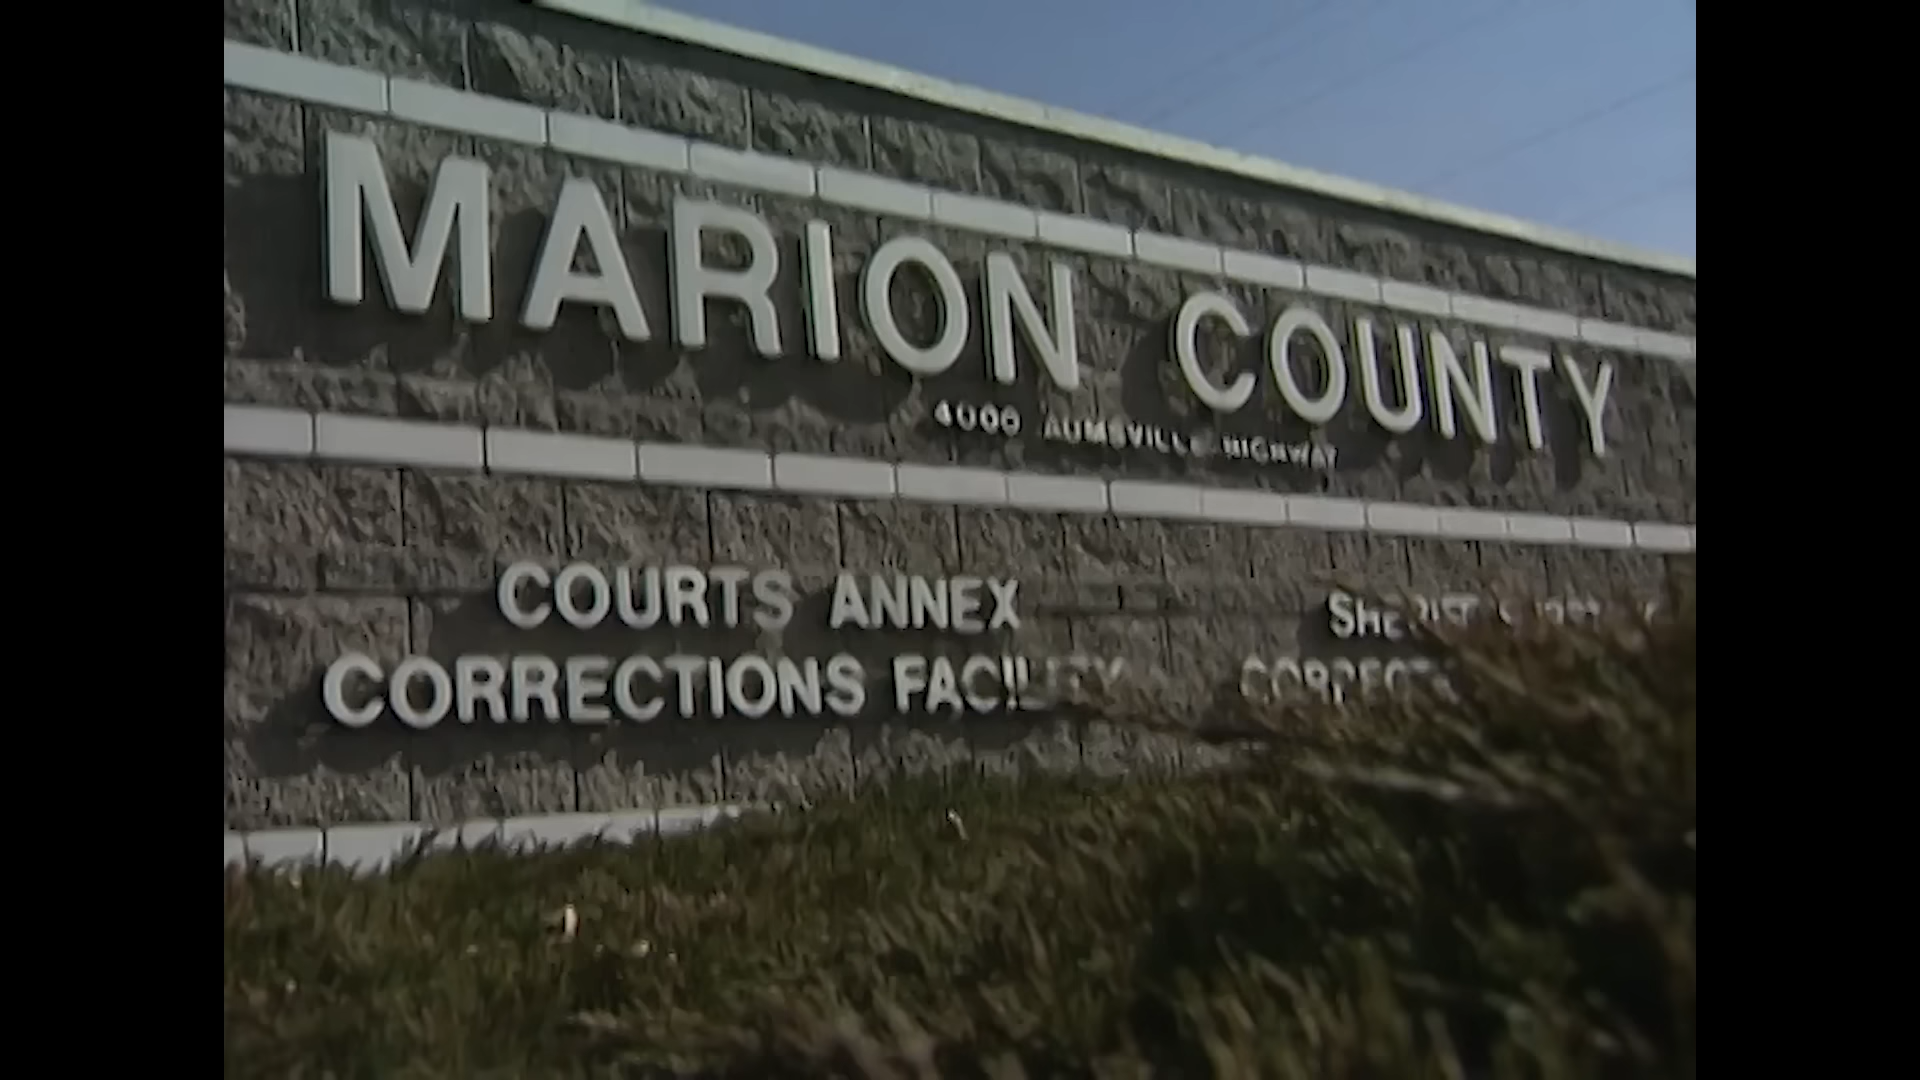 MARION COUNTY
4000 AUMSVILLE HIGHWAY
COURTS ANNEX
CORRECTIONS FACILITY